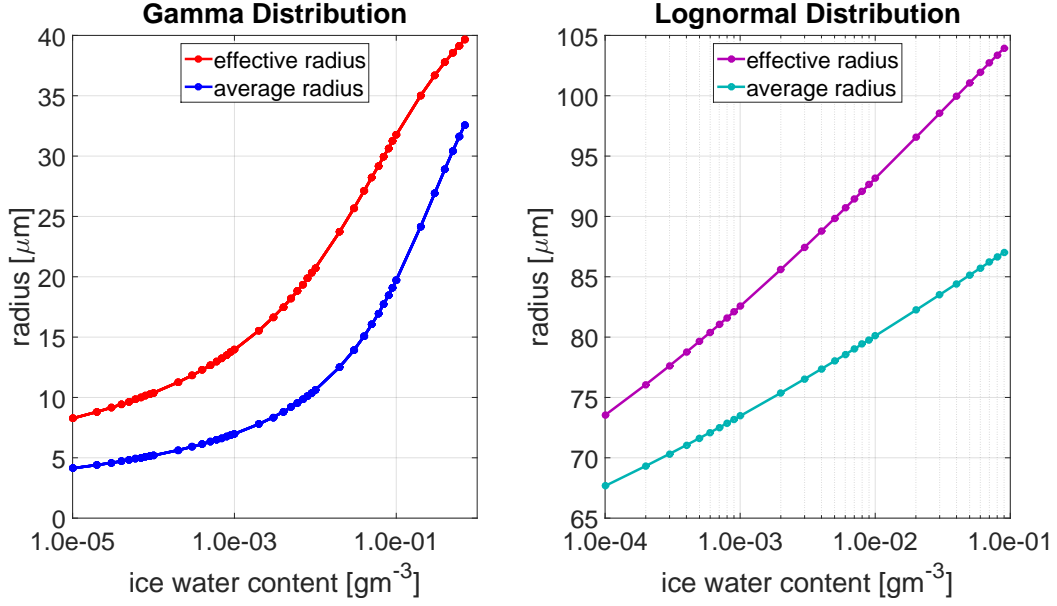 Gamma Distribution
40
35
30
25
20
15
10
5
0
radius [μm]
effective radius
average radius
1.0e-05
1.0e-03
1.0e-01
ice water content [gm-3]
Lognormal Distribution
105
100
95
90
85
80
75
70
65
radius [μm]
effective radius
average radius
1.0e-04
1.0e-03
1.0e-02
1.0e-01
ice water content [gm-3]